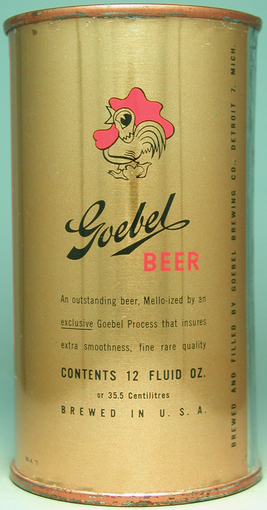 Goebel
BEER
An outstanding beer, Mello-ized by an
exclusive Goebel Process that insures
extra smoothness, fine rare quality
CONTENTS 12 FLUID OZ.
or 35.5 Centilitres
BREWED IN U. S. A.
BREWED AND FILLED BY GOEBEL BREWING CO., DETROIT 7, MICH.